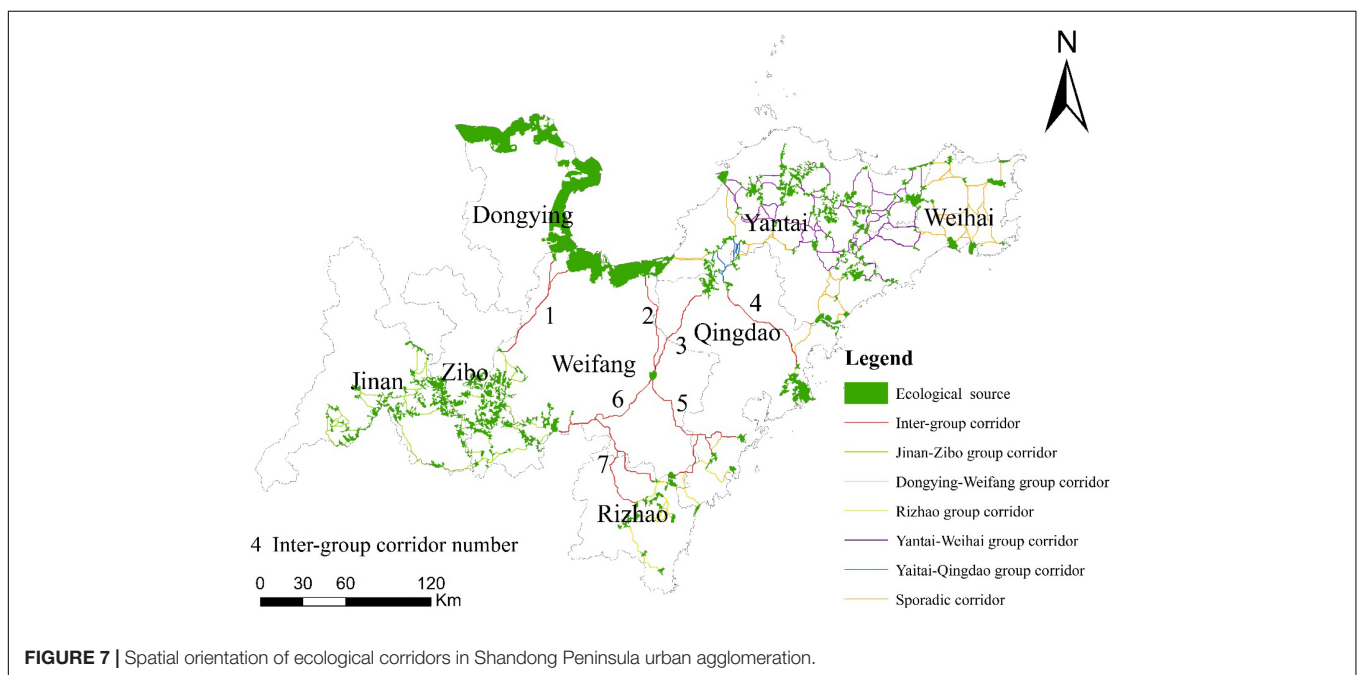 N
Dongying
Yantai
Weihai
1
2
3
4
Qingdao
Weifang
Jinan
Zibo
6
5
7
Rizhao
Legend
Ecological source
Inter-group corridor
Jinan-Zibo group corridor
Dongying-Weifang group corridor
Rizhao group corridor
Yantai-Weihai group corridor
Yaitai-Qingdao group corridor
Sporadic corridor
4 Inter-group corridor number
0 30 60 120
Km
FIGURE 7 | Spatial orientation of ecological corridors in Shandong Peninsula urban agglomeration.